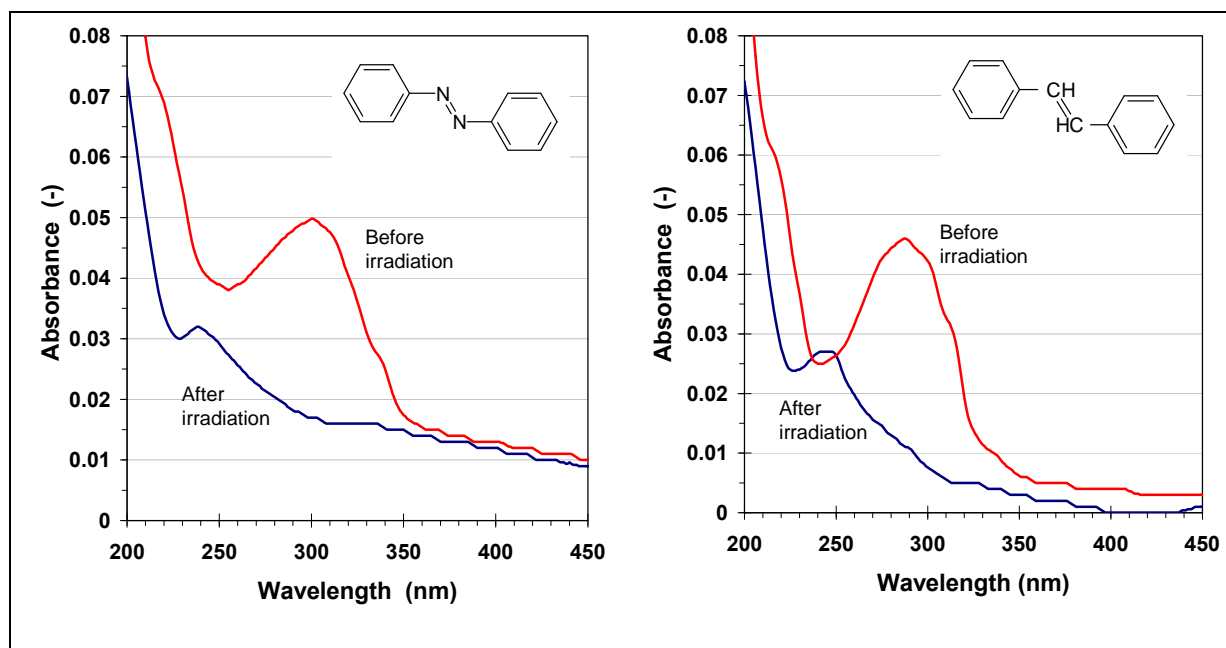 0.08
0.07
0.06
0.05
0.04
0.03
0.02
0.01
0
200 250 300 350 400 450
Absorbance (-)
Wavelength (nm)
N
N
Before
irradiation
After
irradiation
0.08
0.07
0.06
0.05
0.04
0.03
0.02
0.01
0
200 250 300 350 400 450
Absorbance (-)
Wavelength (nm)
CH
HC
Before
irradiation
After
irradiation